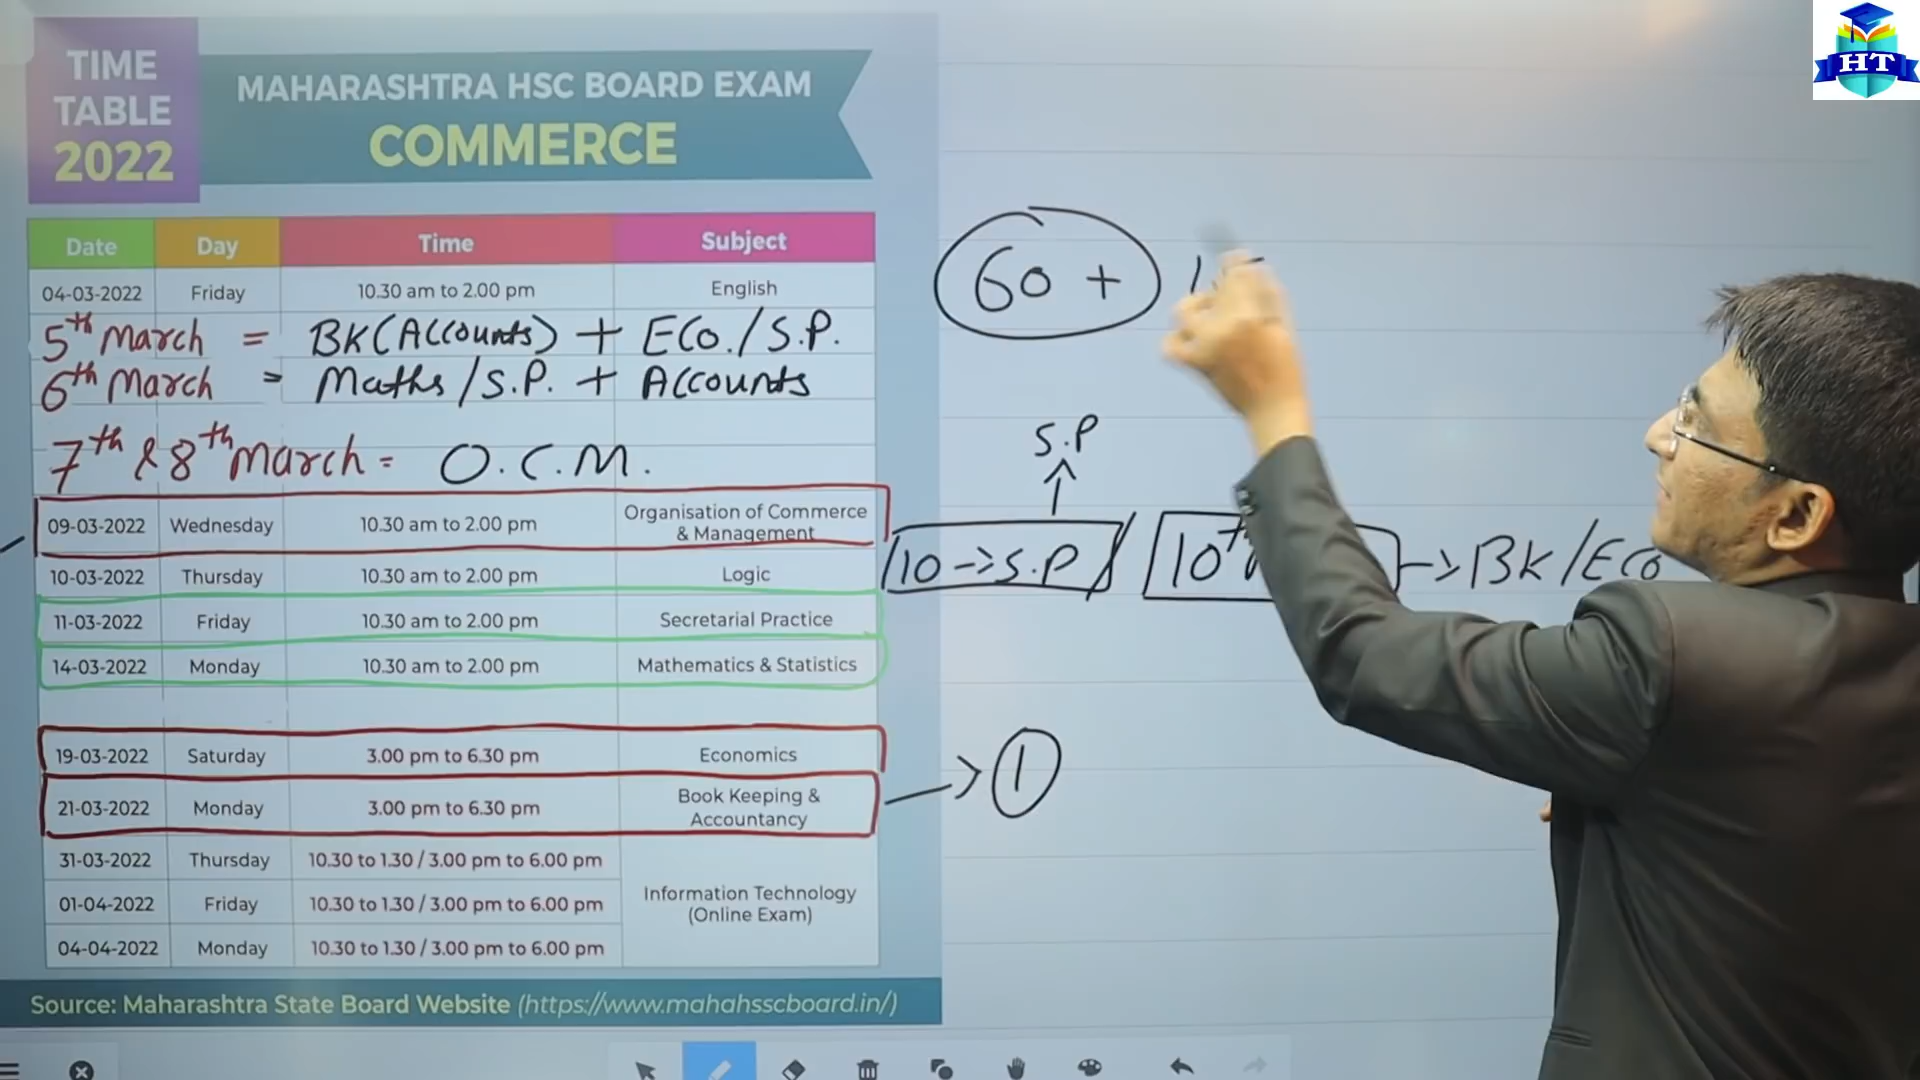 TIME
TABLE
2022
MAHARASHTRA HSC BOARD EXAM
COMMERCE
HT
Date Day Time Subject
04-03-2022 Friday 10.30 am to 2.00 pm English
5th March = BK(Accounts) + ECo./S.P.
6th March = Maths/S.P. + Accounts
7th & 8th March = O.C.M.
09-03-2022 Wednesday 10.30 am to 2.00 pm Organisation of Commerce
& Management
10-03-2022 Thursday 10.30 am to 2.00 pm Logic
11-03-2022 Friday 10.30 am to 2.00 pm Secretarial Practice
14-03-2022 Monday 10.30 am to 2.00 pm Mathematics & Statistics
19-03-2022 Saturday 3.00 pm to 6.30 pm Economics
21-03-2022 Monday 3.00 pm to 6.30 pm Book Keeping &
Accountancy
31-03-2022 Thursday 10.30 to 1.30 / 3.00 pm to 6.00 pm
01-04-2022 Friday 10.30 to 1.30 / 3.00 pm to 6.00 pm
04-04-2022 Monday 10.30 to 1.30 / 3.00 pm to 6.00 pm
Information Technology
(Online Exam)
Source: Maharashtra State Board Website (https://www.mahahsscboard.in/)
60 +
S.P
10 -> S.P / 10th -> BK/Eco
-> 1